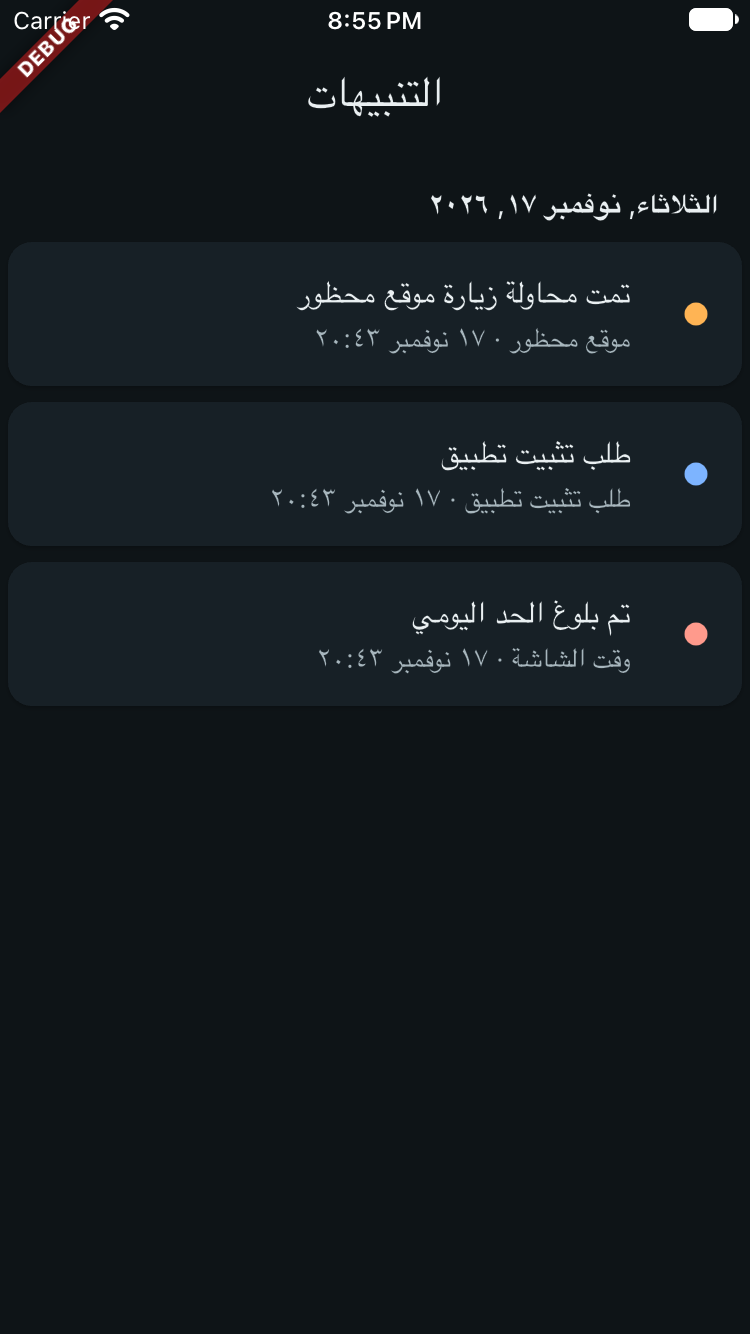 Carrier 8:55 PM
DEBUG
التنبيهات
الثلاثاء, نوفمبر ١٧, ٢٠٢٦
تمت محاولة زيارة موقع محظور
موقع محظور · ١٧ نوفمبر ٢٠:٤٣
طلب تثبيت تطبيق
طلب تثبيت تطبيق · ١٧ نوفمبر ٢٠:٤٣
تم بلوغ الحد اليومي
وقت الشاشة · ١٧ نوفمبر ٢٠:٤٣